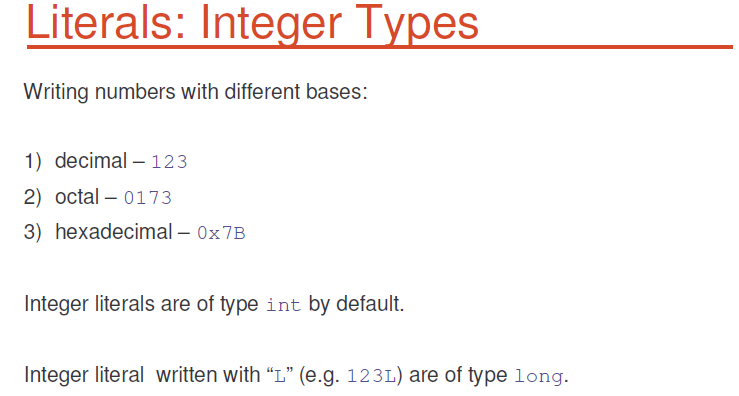 Literals: Integer Types
Writing numbers with different bases:
1) decimal – 123
2) octal – 0173
3) hexadecimal – 0x7B
Integer literals are of type int by default.
Integer literal  written with “L” (e.g. 123L) are of type long.